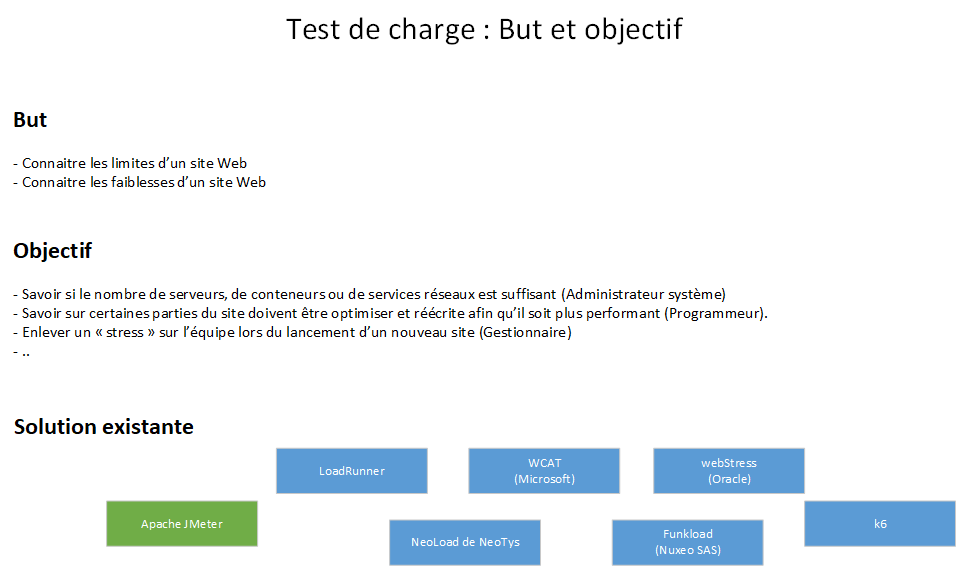 Test de charge : But et objectif
But
- Connaitre les limites d’un site Web
- Connaitre les faiblesses d’un site Web
Objectif
- Savoir si le nombre de serveurs, de conteneurs ou de services réseaux est suffisant (Administrateur système)
- Savoir sur certaines parties du site doivent être optimiser et réécrite afin qu’il soit plus performant (Programmeur).
- Enlever un « stress » sur l’équipe lors du lancement d’un nouveau site (Gestionnaire)
- ..
Solution existante
LoadRunner
WCAT
(Microsoft)
webStress
(Oracle)
Apache JMeter
NeoLoad de NeoTys
Funkload
(Nuxeo SAS)
k6